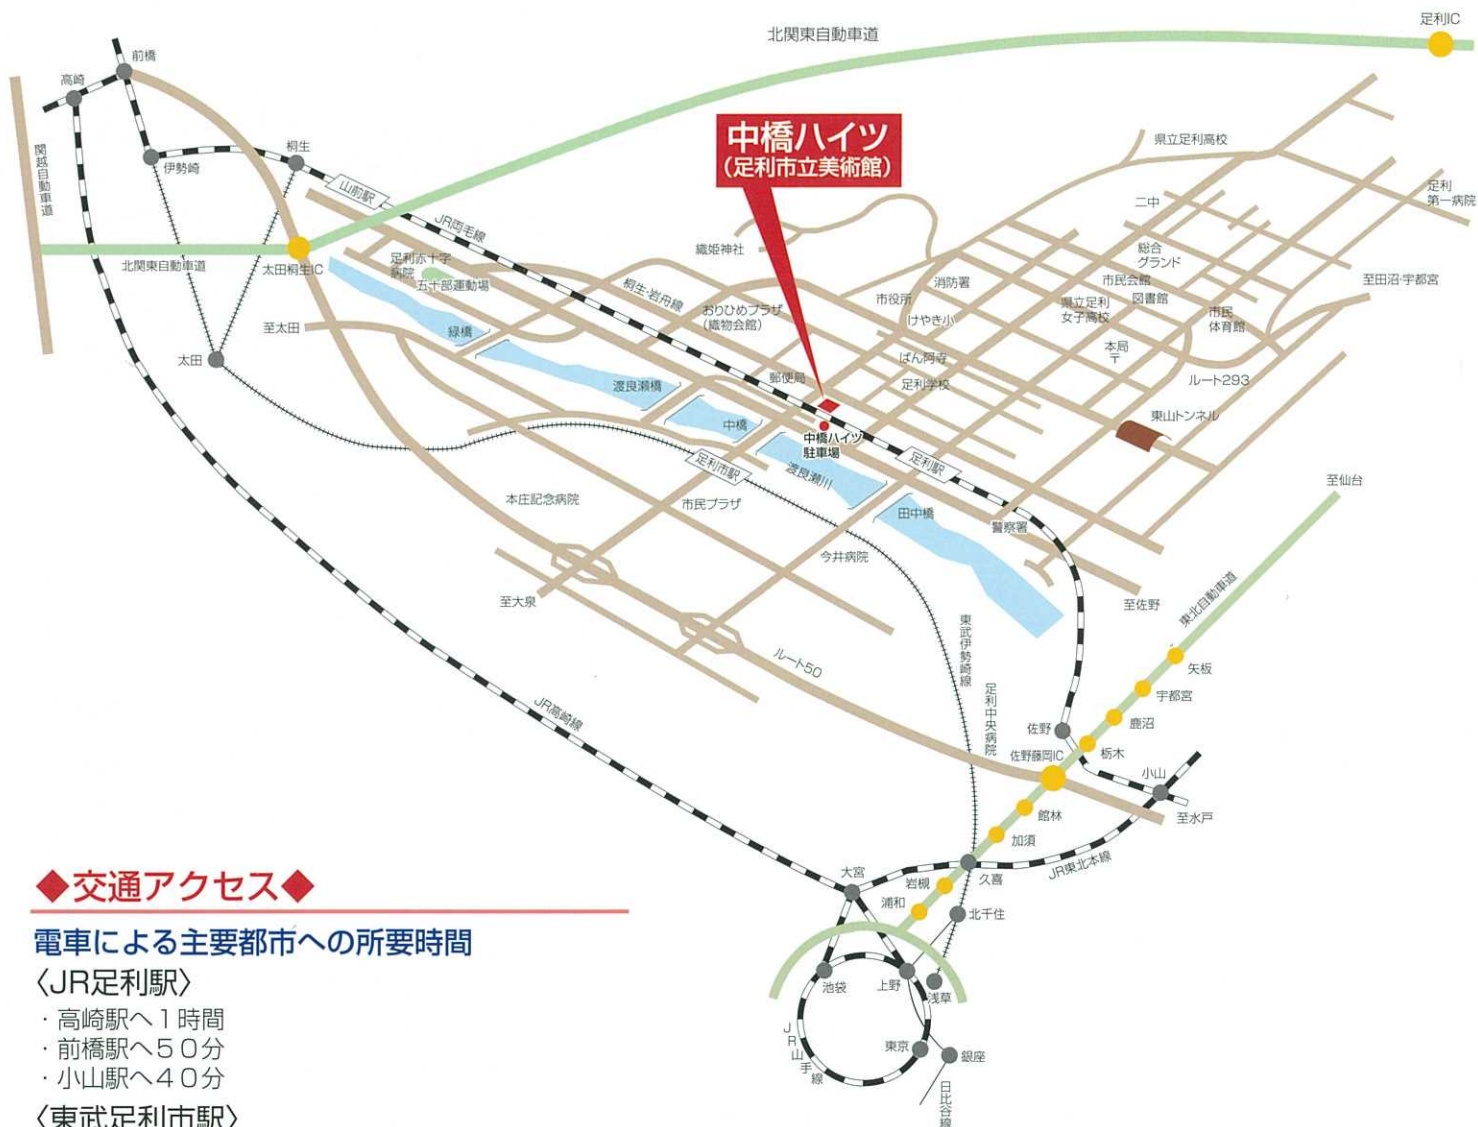 足利IC
北関東自動車道
前橋
高崎
関越自動車道
伊勢崎
桐生
山前駅
JR両毛線
中橋ハイツ
(足利市立美術館)
県立足利高校
足利
第一病院
二中
織姫神社
総合
グランド
北関東自動車道
太田桐生IC
足利赤十字
病院
五十部運動場
桐生・岩舟線
おりひめプラザ
(織物会館)
消防署
市役所
けやき小
市民会館
図書館
県立足利
女子高校
市民
体育館
至田沼・宇都宮
至太田
緑橋
太田
ばん阿寺
本局
〒
郵便局
足利学校
ルート293
渡良瀬橋
中橋
中橋ハイツ
駐車場
東山トンネル
足利市駅
渡良瀬川
足利駅
至仙台
本庄記念病院
市民プラザ
田中橋
警察署
今井病院
至大泉
至佐野
東北自動車道
東武伊勢崎線
ルート50
矢板
宇都宮
鹿沼
足利中央病院
JR高崎線
佐野
栃木
佐野藤岡IC
小山
館林
至水戸
加須
JR東北本線
大宮
久喜
岩槻
浦和
北千住
池袋
上野
浅草
JR山手線
東京
銀座
日比谷線
◆交通アクセス◆
電車による主要都市への所要時間
〈JR足利駅〉
・高崎駅へ1時間
・前橋駅へ50分
・小山駅へ40分
〈東武足利市駅〉